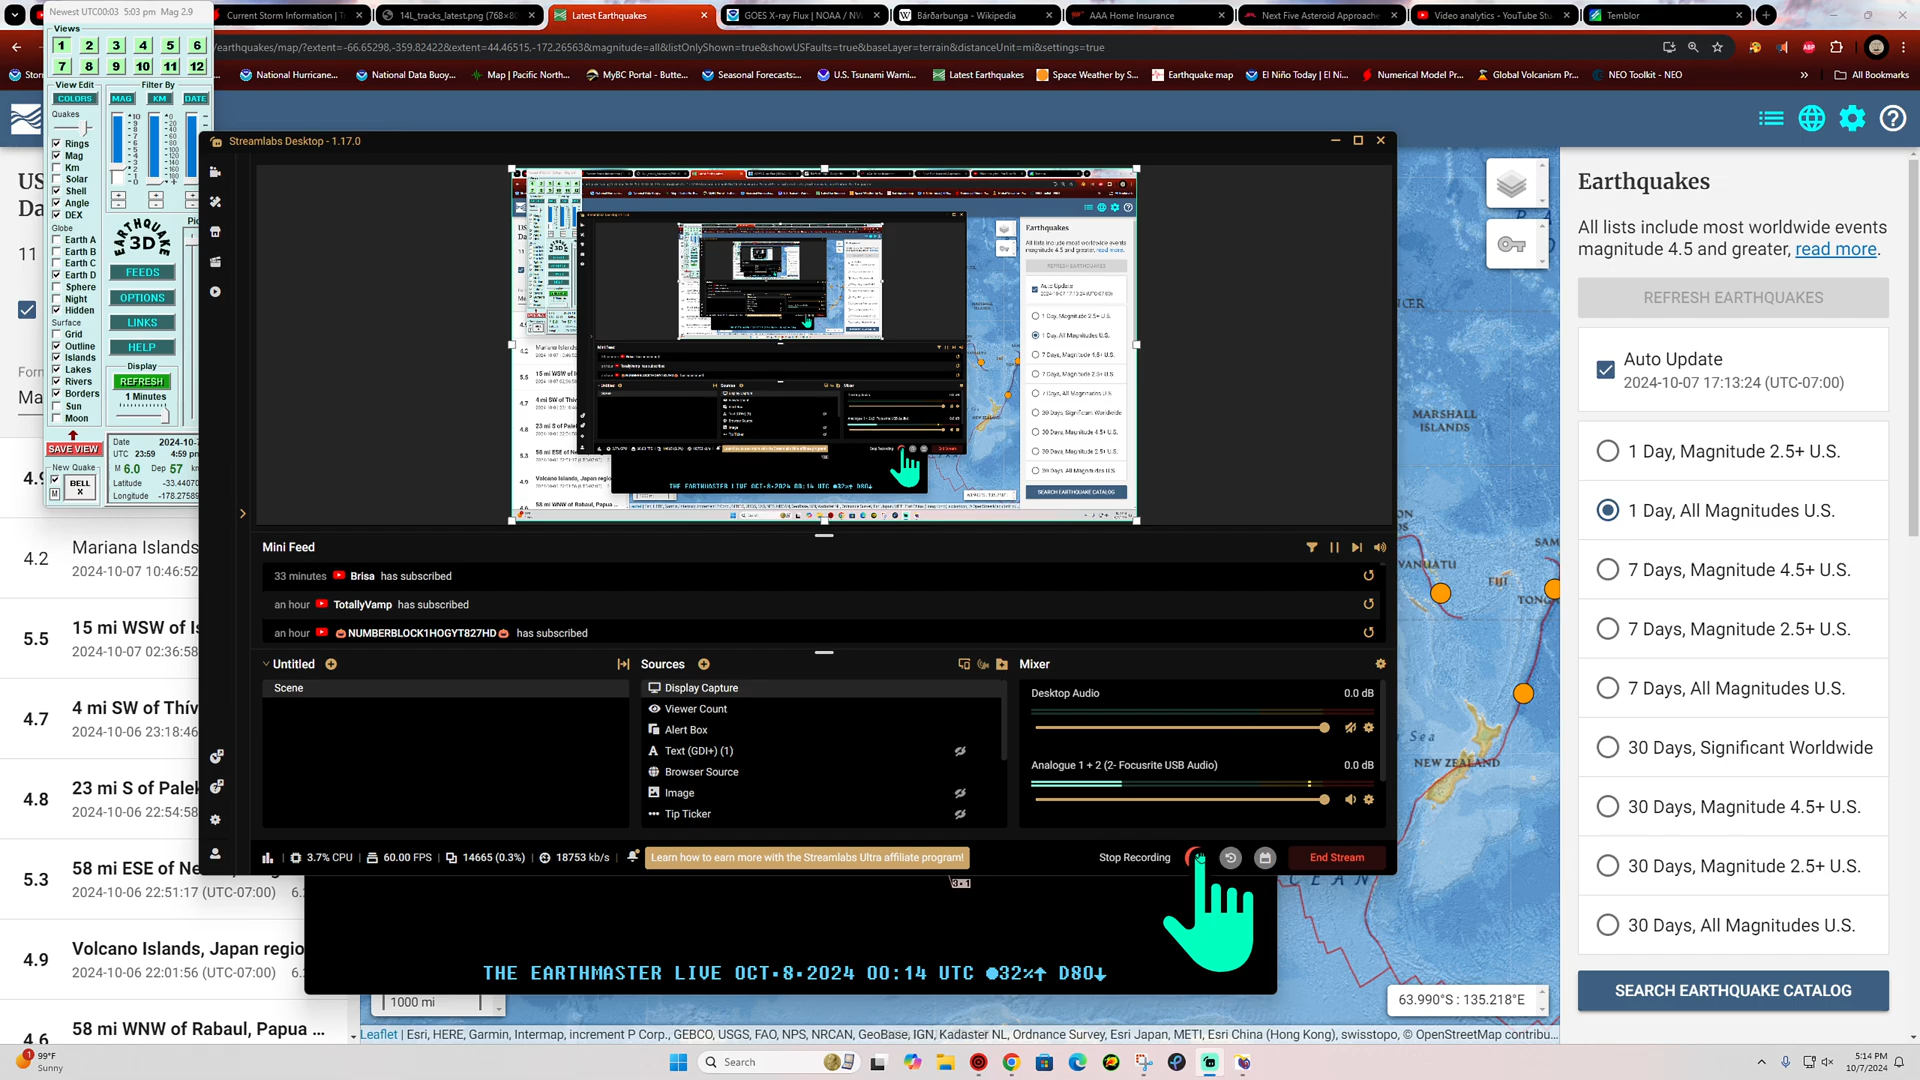 Newest UTC00:03 5:03 pm Mag 2.9
Current Storm Information | Tr
14L_tracks_latest.png (768×80
Latest Earthquakes
GOES X-ray Flux | NOAA / NW
Bárðarbunga - Wikipedia
AAA Home Insurance
Next Five Asteroid Approache
Video analytics - YouTube Stu
Temblor
/earthquakes/map/?extent=-66.65298,-359.82422&extent=44.46515,-172.26563&magnitude=all&listOnlyShown=true&showUSFaults=true&baseLayer=terrain&distanceUnit=mi&settings=true
National Hurricane...
National Data Buoy...
Map | Pacific North...
MyBC Portal - Butte...
Seasonal Forecasts:...
U.S. Tsunami Warni...
Latest Earthquakes
Space Weather by S...
Earthquake map
El Niño Today | El Ni...
Numerical Model Pr...
Global Volcanism Pr...
NEO Toolkit - NEO
All Bookmarks
Views
1 2 3 4 5 6
7 8 9 10 11 12
View Edit
Filter By
COLORS MAG KM DATE
Quakes
Rings
Mag
Km
Solar
Shell
Angle
DEX
Globe
Earth A
Earth B
Earth C
Earth D
Sphere
Night
Hidden
Surface
Grid
Outline
Islands
Lakes
Rivers
Borders
Sun
Moon
EARTHQUAKE 3D
FEEDS
OPTIONS
LINKS
HELP
Display
REFRESH
1 Minutes
SAVE VIEW
New Quake
BELL X
M
Date 2024-10-7
UTC 23:59 4:59 pm
M 6.0 Dep 57 km
Latitude -33.4407
Longitude -178.2758
4.2 Mariana Islands
2024-10-07 10:46:52
5.5 15 mi WSW of Is
2024-10-07 02:36:58
4.7 4 mi SW of Thív
2024-10-06 23:18:46
4.8 23 mi S of Palek
2024-10-06 22:54:58
5.3 58 mi ESE of Ne
2024-10-06 22:51:17 (UTC-07:00) 6.
4.9 Volcano Islands, Japan regio
2024-10-06 22:01:56 (UTC-07:00) 6.
4.6 58 mi WNW of Rabaul, Papua ...
Streamlabs Desktop - 1.17.0
Mini Feed
33 minutes Brisa has subscribed
an hour TotallyVamp has subscribed
an hour 🎃NUMBERBLOCK1HOGYT827HD🎃 has subscribed
Untitled
Scene
Sources
Display Capture
Viewer Count
Alert Box
Text (GDI+) (1)
Browser Source
Image
Tip Ticker
Mixer
Desktop Audio 0.0 dB
Analogue 1 + 2 (2- Focusrite USB Audio) 0.0 dB
3.7% CPU
60.00 FPS
14665 (0.3%)
18753 kb/s
Learn how to earn more with the Streamlabs Ultra affiliate program!
Stop Recording
End Stream
THE EARTHMASTER LIVE OCT▪8▪2024 00:14 UTC ●32%↑ D80↓
1000 mi
MARSHALL ISLANDS
VANUATU
FIJI
TONGA
NEW ZEALAND
Sea
63.990°S : 135.218°E
Leaflet | Esri, HERE, Garmin, Intermap, increment P Corp., GEBCO, USGS, FAO, NPS, NRCAN, GeoBase, IGN, Kadaster NL, Ordnance Survey, Esri Japan, METI, Esri China (Hong Kong), swisstopo, © OpenStreetMap contribu...
Earthquakes
All lists include most worldwide events
magnitude 4.5 and greater, read more.
REFRESH EARTHQUAKES
Auto Update
2024-10-07 17:13:24 (UTC-07:00)
1 Day, Magnitude 2.5+ U.S.
1 Day, All Magnitudes U.S.
7 Days, Magnitude 4.5+ U.S.
7 Days, Magnitude 2.5+ U.S.
7 Days, All Magnitudes U.S.
30 Days, Significant Worldwide
30 Days, Magnitude 4.5+ U.S.
30 Days, Magnitude 2.5+ U.S.
30 Days, All Magnitudes U.S.
SEARCH EARTHQUAKE CATALOG
99°F
Sunny
Search
5:14 PM
10/7/2024